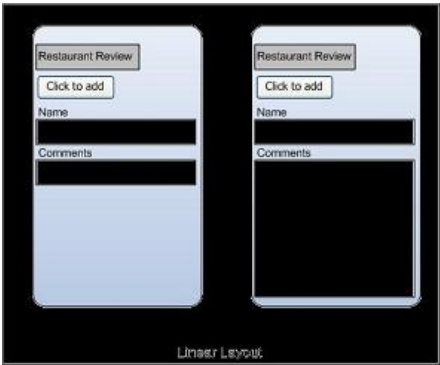 Restaurant Review
Click to add
Name
Comments
Restaurant Review
Click to add
Name
Comments
Linear Layout